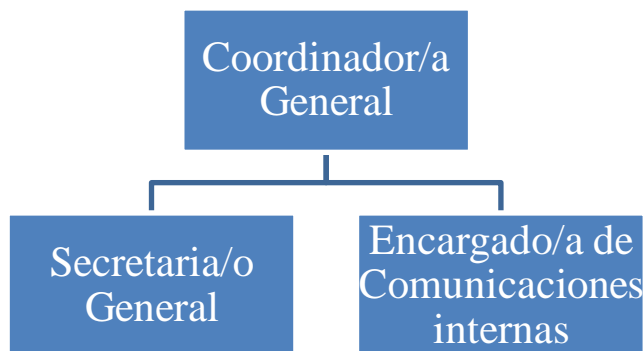 Coordinador/a
General
Secretaria/o
General
Encargado/a de
Comunicaciones
internas